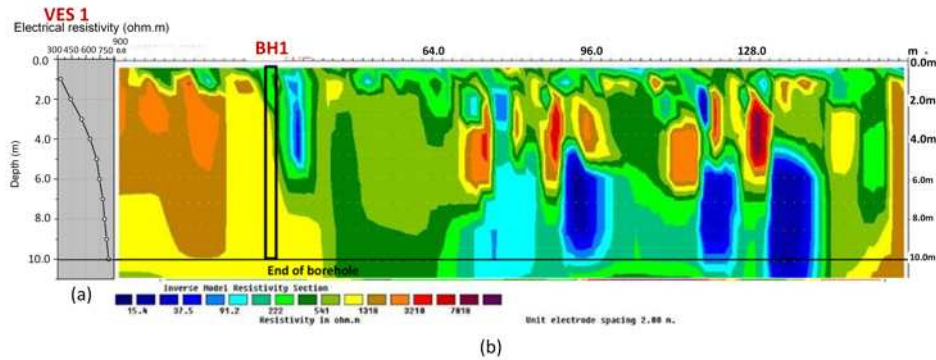 VES 1
Electrical resistivity (ohm.m)
300 450 600 750 900
BH1
0.0
64.0 96.0 128.0 m.
0.0 0.0m
2.0 2.0m
4.0 4.0m
6.0 6.0m
8.0 8.0m
10.0 10.0m
Depth (m)
End of borehole
(a)
Inverse Model Resistivity Section
15.4 37.5 91.2 222 541 1318 3210 7818
Resistivity in ohm.m
Unit electrode spacing 2.00 m.
(b)